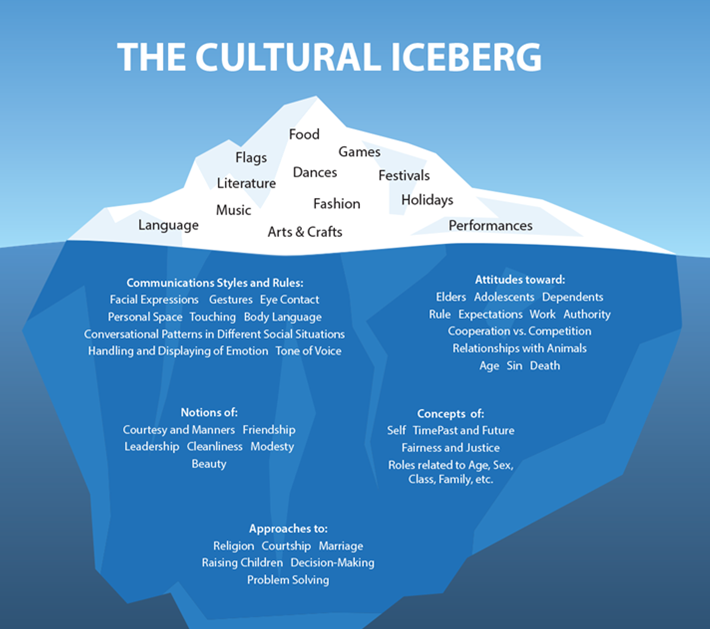 THE CULTURAL ICEBERG
Food
Flags
Games
Dances
Literature
Festivals
Music
Fashion
Holidays
Language
Arts & Crafts
Performances
Communications Styles and Rules:
Facial Expressions Gestures Eye Contact
Personal Space Touching Body Language
Conversational Patterns in Different Social Situations
Handling and Displaying of Emotion Tone of Voice
Attitudes toward:
Elders Adolescents Dependents
Rule Expectations Work Authority
Cooperation vs. Competition
Relationships with Animals
Age Sin Death
Notions of:
Courtesy and Manners Friendship
Leadership Cleanliness Modesty
Beauty
Concepts of:
Self TimePast and Future
Fairness and Justice
Roles related to Age, Sex,
Class, Family, etc.
Approaches to:
Religion Courtship Marriage
Raising Children Decision-Making
Problem Solving